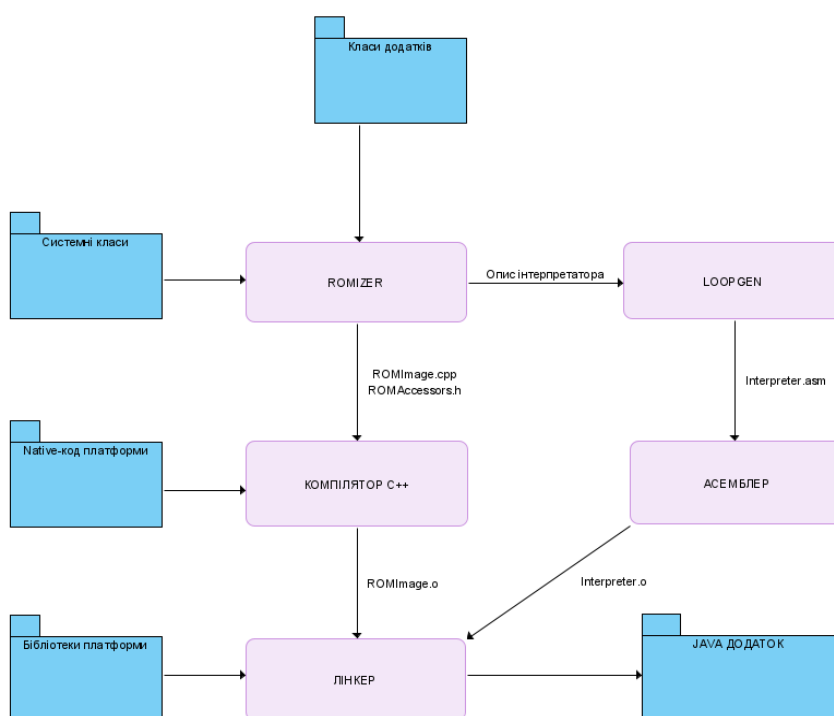 Класи додатків
Системні класи
ROMIZER
Опис інтерпретатора
LOOPGEN
ROMImage.cpp
ROMAccessors.h
Interpreter.asm
Native-код платформи
КОМПІЛЯТОР C++
АСЕМБЛЕР
ROMImage.o
Interpreter.o
Бібліотеки платформи
ЛІНКЕР
JAVA ДОДАТОК